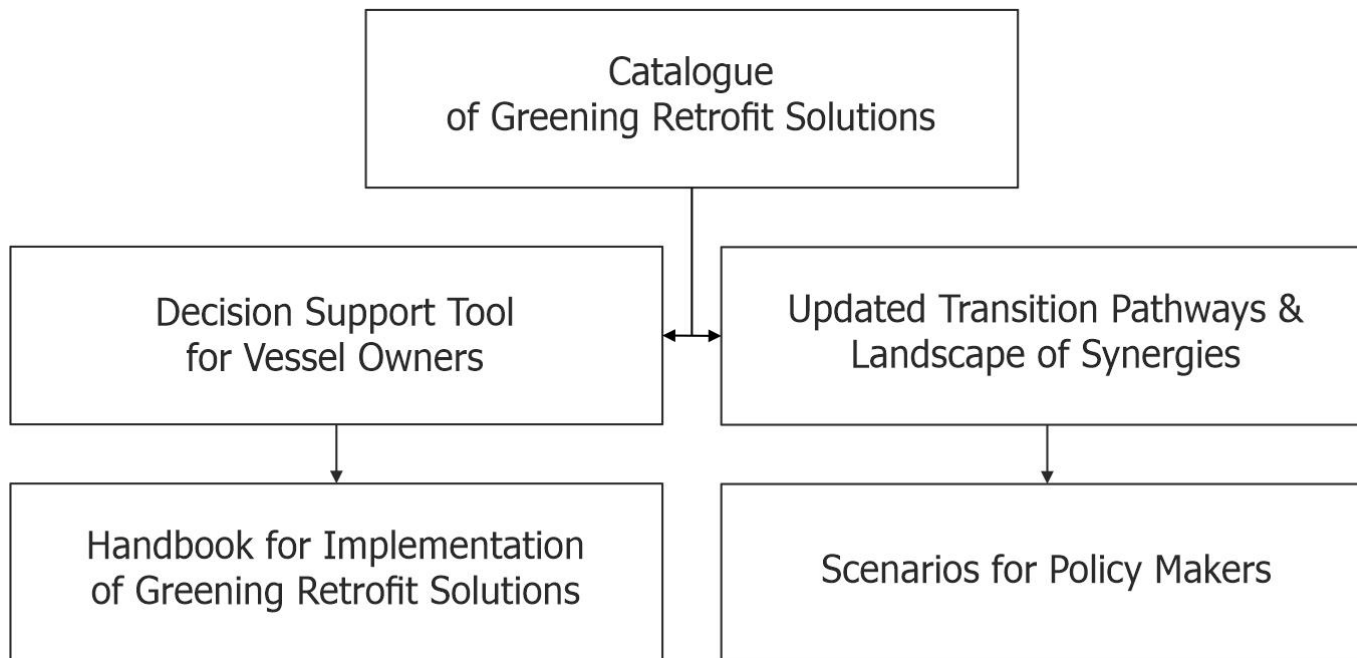 Catalogue
of Greening Retrofit Solutions
Decision Support Tool
for Vessel Owners
Updated Transition Pathways &
Landscape of Synergies
Handbook for Implementation
of Greening Retrofit Solutions
Scenarios for Policy Makers